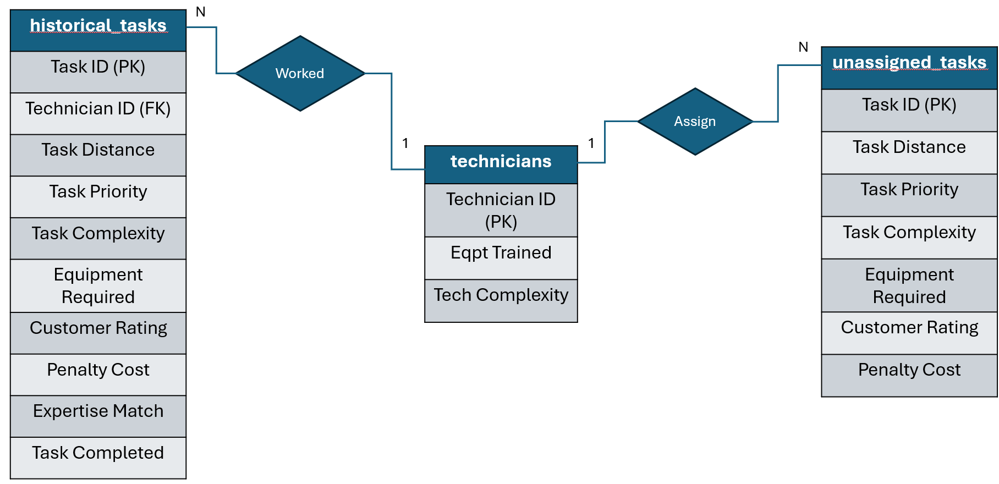 historical_tasks
Task ID (PK)
Technician ID (FK)
Task Distance
Task Priority
Task Complexity
Equipment
Required
Customer Rating
Penalty Cost
Expertise Match
Task Completed
N
Worked
1
technicians
Technician ID
(PK)
Eqpt Trained
Tech Complexity
1
Assign
N
unassigned_tasks
Task ID (PK)
Task Distance
Task Priority
Task Complexity
Equipment
Required
Customer Rating
Penalty Cost